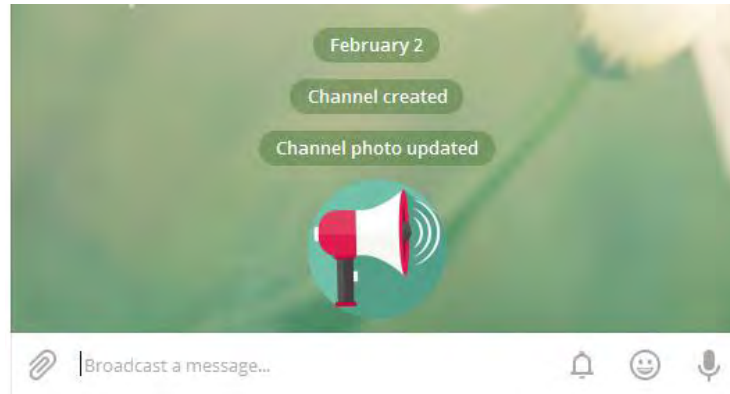 February 2
Channel created
Channel photo updated
Broadcast a message...